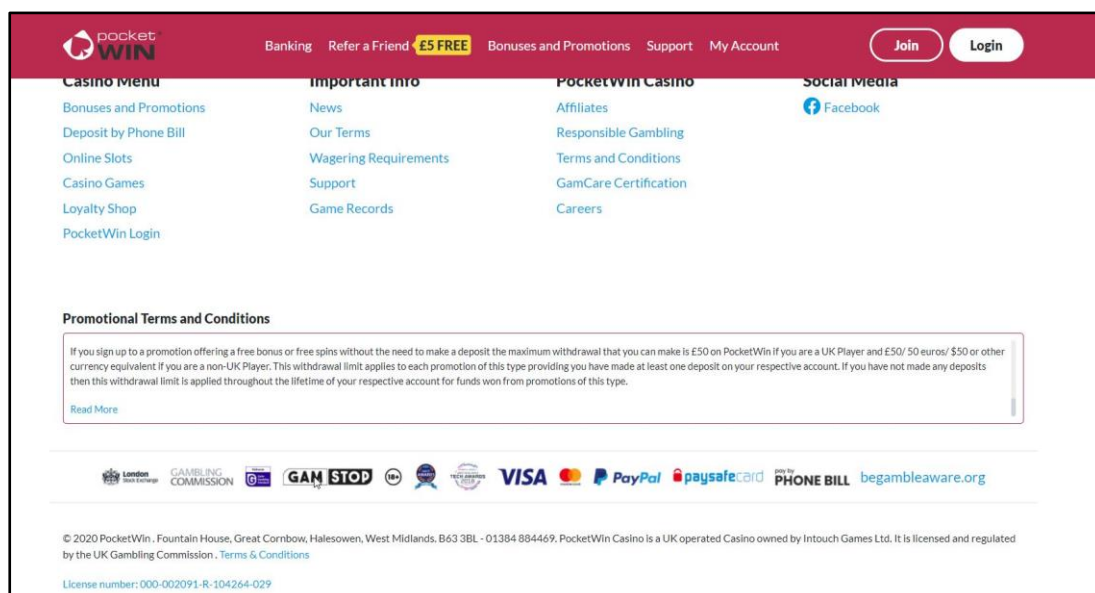 pocket
WIN
Banking Refer a Friend £5 FREE Bonuses and Promotions Support My Account Join Login
Casino Menu Important Info PocketWin Casino Social Media
Bonuses and Promotions News Affiliates Facebook
Deposit by Phone Bill Our Terms Responsible Gambling
Online Slots Wagering Requirements Terms and Conditions
Casino Games Support GamCare Certification
Loyalty Shop Game Records Careers
PocketWin Login
Promotional Terms and Conditions
If you sign up to a promotion offering a free bonus or free spins without the need to make a deposit the maximum withdrawal that you can make is £50 on PocketWin if you are a UK Player and £50/ 50 euros/ $50 or other
currency equivalent if you are a non-UK Player. This withdrawal limit applies to each promotion of this type providing you have made at least one deposit on your respective account. If you have not made any deposits
then this withdrawal limit is applied throughout the lifetime of your respective account for funds won from promotions of this type.
Read More
London Stock Exchange GAMBLING COMMISSION G GAMSTOP 18+ TECH AWARDS 2018 VISA PayPal paysafecard pay by PHONE BILL begambleaware.org
© 2020 PocketWin . Fountain House, Great Cornbow, Halesowen, West Midlands. B63 3BL - 01384 884469. PocketWin Casino is a UK operated Casino owned by Intouch Games Ltd. It is licensed and regulated
by the UK Gambling Commission . Terms & Conditions
License number: 000-002091-R-104264-029